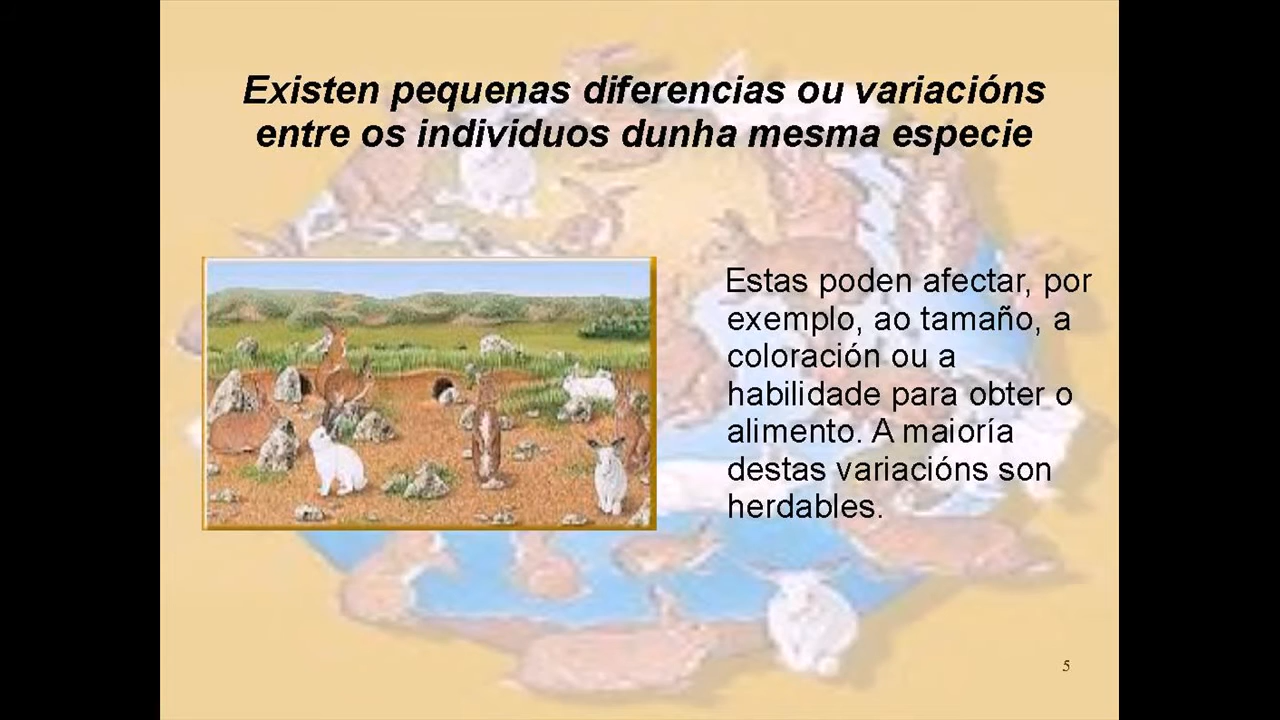 Existen pequenas diferencias ou variacións
entre os individuos dunha mesma especie
Estas poden afectar, por
exemplo, ao tamaño, a
coloración ou a
habilidade para obter o
alimento. A maioría
destas variacións son
herdables.
5